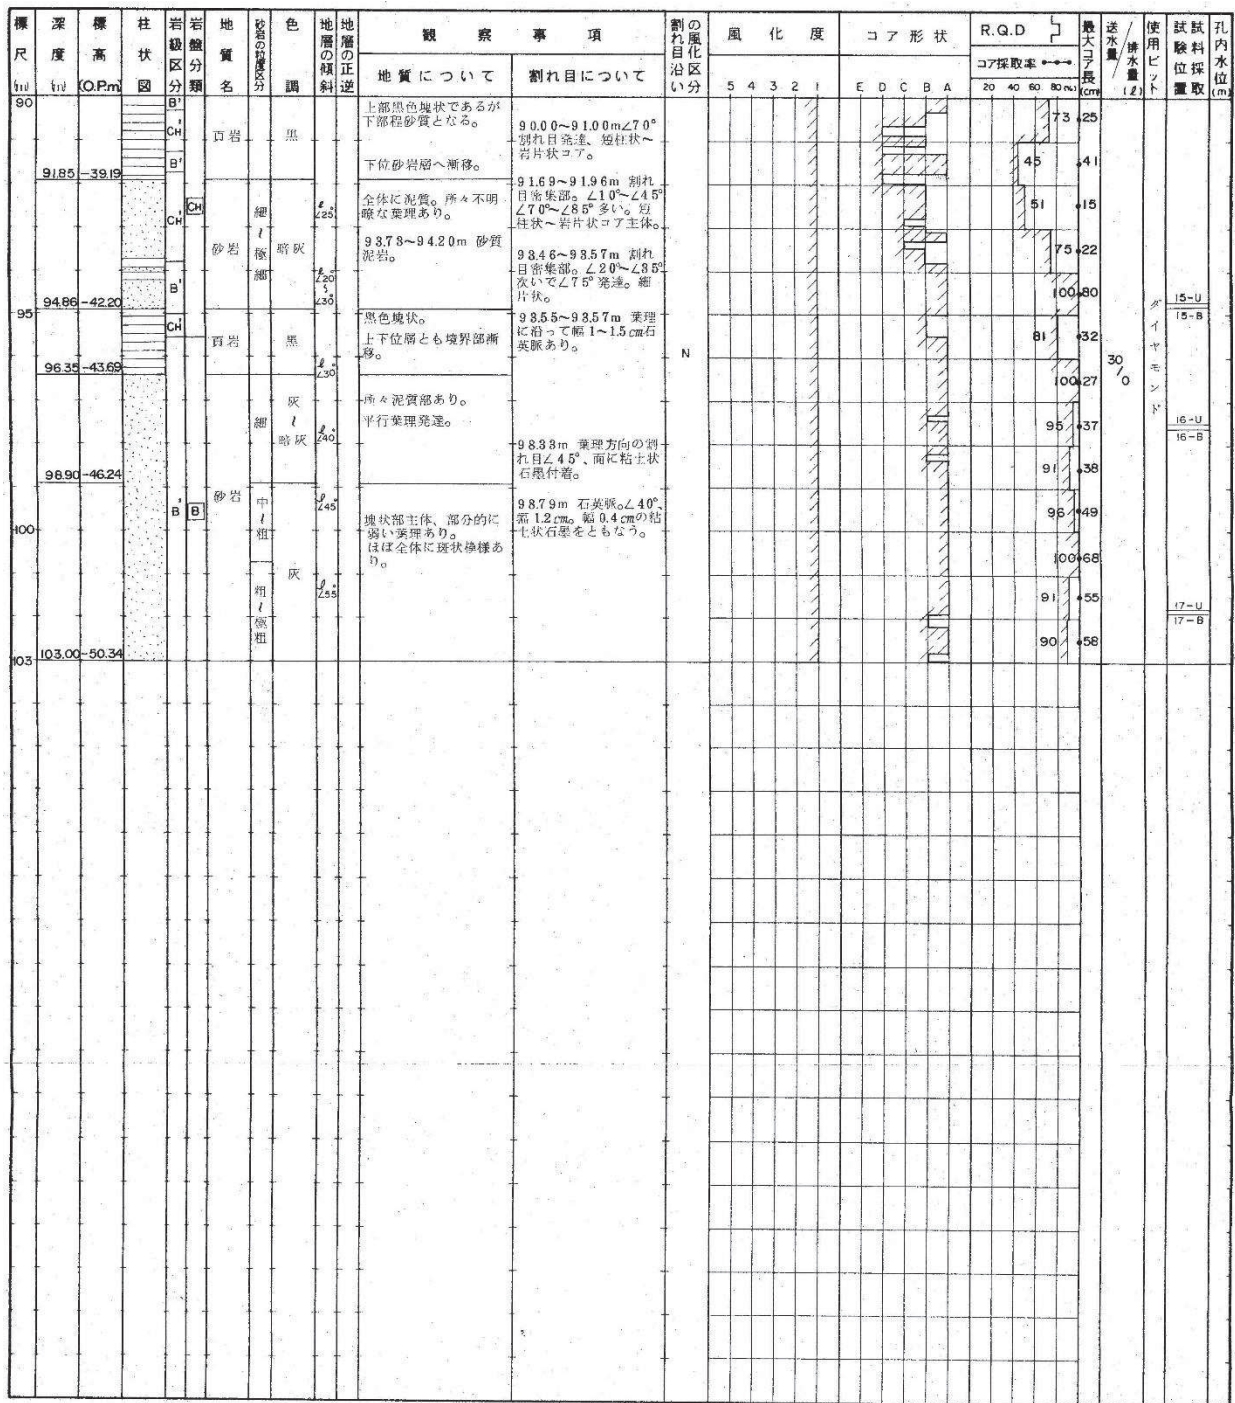 標尺(m)
深度(m)
標高(O.P.m)
柱状図
岩級区分
岩盤分類
地質名
砂岩の粒度区分
色調
地層の傾斜
地層の正逆
観察事項
地質について
割れ目について
割れ目沿いの風化区分
風化度
5 4 3 2 1
コア形状
E D C B A
R.Q.D
コア採取率
20 40 60 80(%)
最大コア長(cm)
送水量/排水量(ℓ)
使用ビット
試験位置
試料採取
孔内水位(m)
90
B'
CH'
B'
頁岩
黒
上部黒色塊状であるが
下部程砂質となる。
下位砂岩層へ漸移。
90.00~91.00m∠70°
割れ目発達、短柱状~
岩片状コア。
73 25
45 41
91.85 -39.19
CH'
CH
B'
砂岩
細~極細
暗灰
ℓ∠25°
ℓ∠20°~∠30°
全体に泥質。所々不明
瞭な葉理あり。
93.73~94.20m 砂質
泥岩。
91.69~91.96m 割れ
目密集部。∠10°~∠45°
∠70°~∠85°多い。短
柱状~岩片状コア主体。
93.46~93.57m 割れ
目密集部。∠20°~∠35°
次いで∠75°発達。細
片状。
51 15
75 22
100 80
94.86 -42.20
15-U
15-B
95
CH'
頁岩
黒
ℓ∠30°
黒色塊状。
上下位層とも境界部漸
移。
93.55~93.57m 葉理
に沿って幅1~1.5cm石
英脈あり。
N
81 32
100 27
30/0
ダイヤモンド
96.35 -43.69
細
灰~暗灰
ℓ∠40°
所々泥質部あり。
平行葉理発達。
98.33m 葉理方向の割
れ目∠45°、面に粘土状
石墨付着。
95 37
91 38
16-U
16-B
98.90 -46.24
B'
B
砂岩
中~粗
ℓ∠45°
塊状部主体、部分的に
弱い葉理あり。
ほぼ全体に斑状模様あ
り。
98.79m 石英脈。∠40°、
幅1.2cm。幅0.4cmの粘
土状石墨をともなう。
96 49
100
100 68
粗~極粗
灰
ℓ∠55°
91 55
17-U
17-B
90 58
103
103.00 -50.34